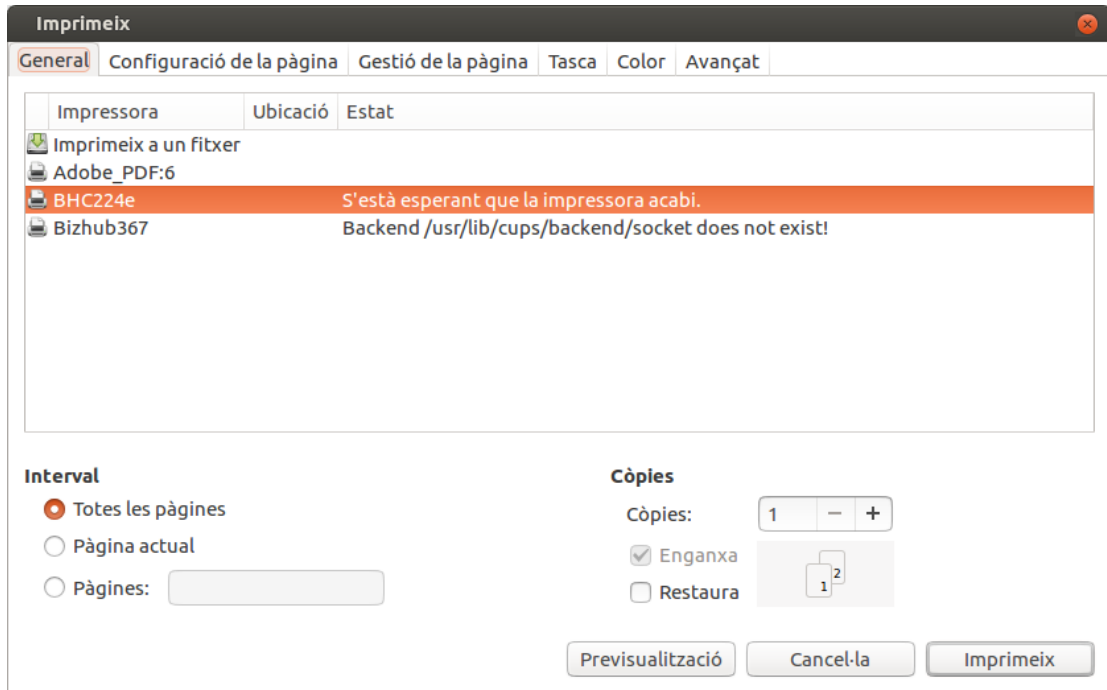 Imprimeix
General Configuració de la pàgina Gestió de la pàgina Tasca Color Avançat
Impressora Ubicació Estat
Imprimeix a un fitxer
Adobe_PDF:6
BHC224e S'està esperant que la impressora acabi.
Bizhub367 Backend /usr/lib/cups/backend/socket does not exist!
Interval
Totes les pàgines
Pàgina actual
Pàgines:
Còpies
Còpies: 1 − +
Enganxa
Restaura
1 2
Previsualització Cancel·la Imprimeix